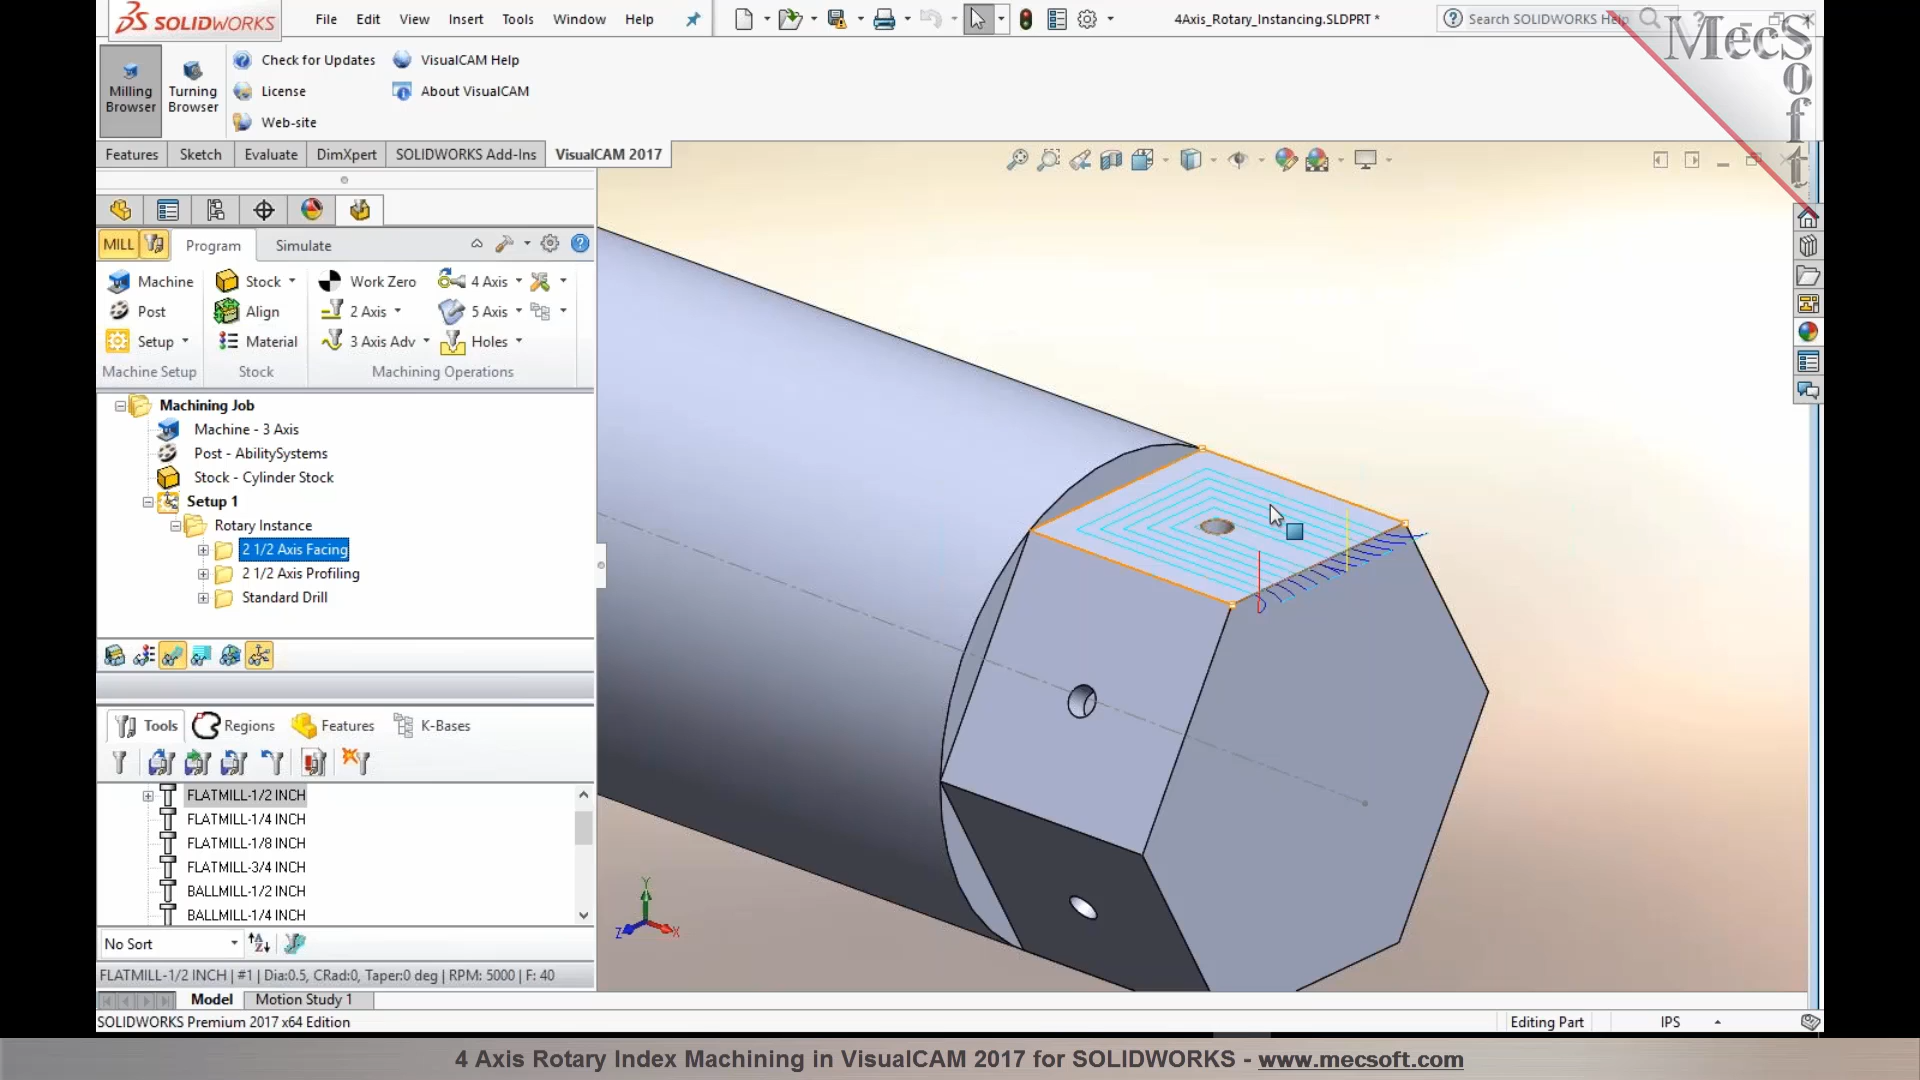 SOLIDWORKS File Edit View Insert Tools Window Help 4Axis_Rotary_Instancing.SLDPRT * Search SOLIDWORKS Help
MecSoft
Milling Browser
Turning Browser
Check for Updates
License
Web-site
VisualCAM Help
About VisualCAM
Features Sketch Evaluate DimXpert SOLIDWORKS Add-Ins VisualCAM 2017
MILL Program Simulate
Machine Stock Work Zero 4 Axis
Post Align 2 Axis 5 Axis
Setup Material 3 Axis Adv Holes
Machine Setup Stock Machining Operations
Machining Job
Machine - 3 Axis
Post - AbilitySystems
Stock - Cylinder Stock
Setup 1
Rotary Instance
2 1/2 Axis Facing
2 1/2 Axis Profiling
Standard Drill
Tools Regions Features K-Bases
FLATMILL-1/2 INCH
FLATMILL-1/4 INCH
FLATMILL-1/8 INCH
FLATMILL-3/4 INCH
BALLMILL-1/2 INCH
BALLMILL-1/4 INCH
No Sort
FLATMILL-1/2 INCH | #1 | Dia:0.5, CRad:0, Taper:0 deg | RPM: 5000 | F: 40
Y
Z X
Model Motion Study 1
SOLIDWORKS Premium 2017 x64 Edition Editing Part IPS
4 Axis Rotary Index Machining in VisualCAM 2017 for SOLIDWORKS - www.mecsoft.com